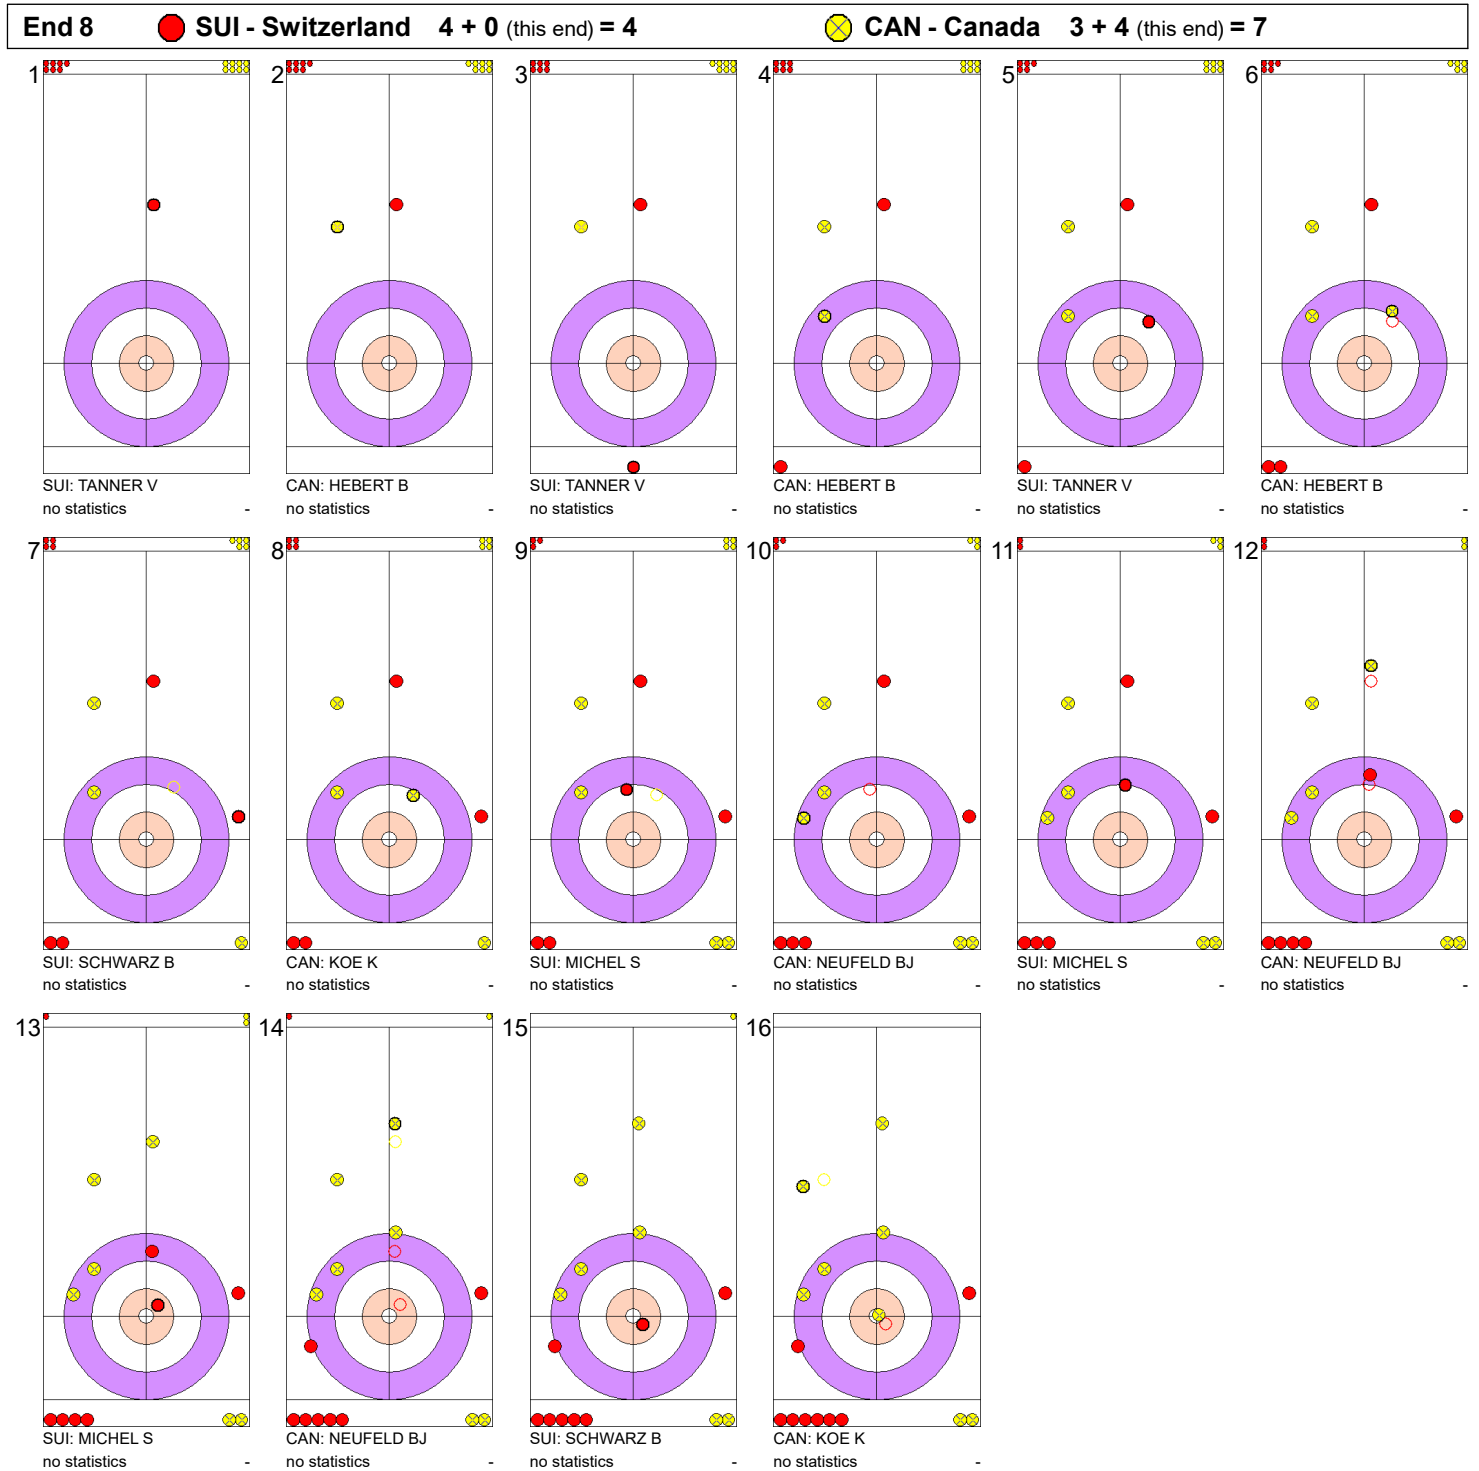 End 8 SUI - Switzerland 4 + 0 (this end) = 4 CAN - Canada 3 + 4 (this end) = 7
1 2 3 4 5 6
SUI: TANNER V CAN: HEBERT B SUI: TANNER V CAN: HEBERT B SUI: TANNER V CAN: HEBERT B
no statistics - no statistics - no statistics - no statistics - no statistics - no statistics -
7 8 9 10 11 12
SUI: SCHWARZ B CAN: KOE K SUI: MICHEL S CAN: NEUFELD BJ SUI: MICHEL S CAN: NEUFELD BJ
no statistics - no statistics - no statistics - no statistics - no statistics - no statistics -
13 14 15 16
SUI: MICHEL S CAN: NEUFELD BJ SUI: SCHWARZ B CAN: KOE K
no statistics - no statistics - no statistics - no statistics -